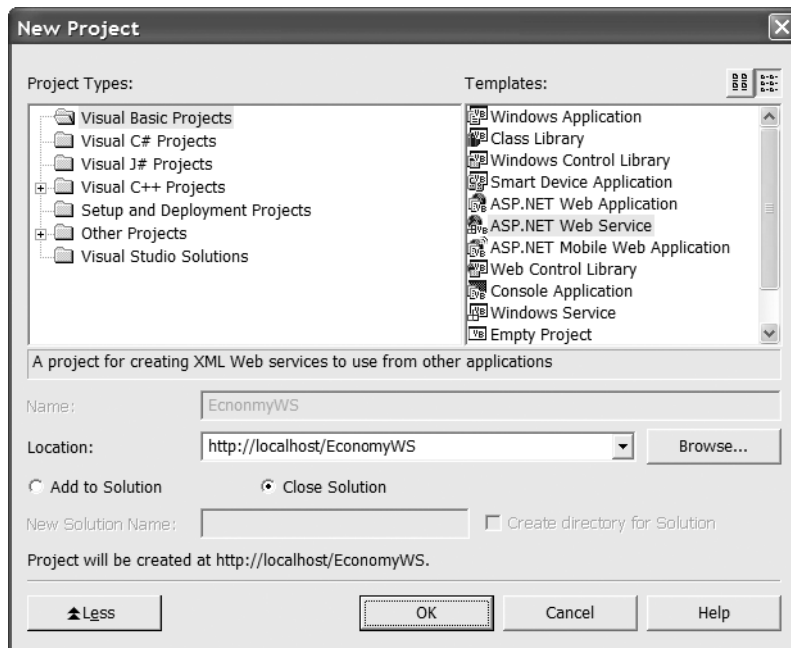 New Project
Project Types:
Templates:
Visual Basic Projects
Visual C# Projects
Visual J# Projects
Visual C++ Projects
Setup and Deployment Projects
Other Projects
Visual Studio Solutions
Windows Application
Class Library
Windows Control Library
Smart Device Application
ASP.NET Web Application
ASP.NET Web Service
ASP.NET Mobile Web Application
Web Control Library
Console Application
Windows Service
Empty Project
A project for creating XML Web services to use from other applications
Name: EcnonmyWS
Location: http://localhost/EconomyWS Browse...
Add to Solution Close Solution
New Solution Name: Create directory for Solution
Project will be created at http://localhost/EconomyWS.
Less OK Cancel Help